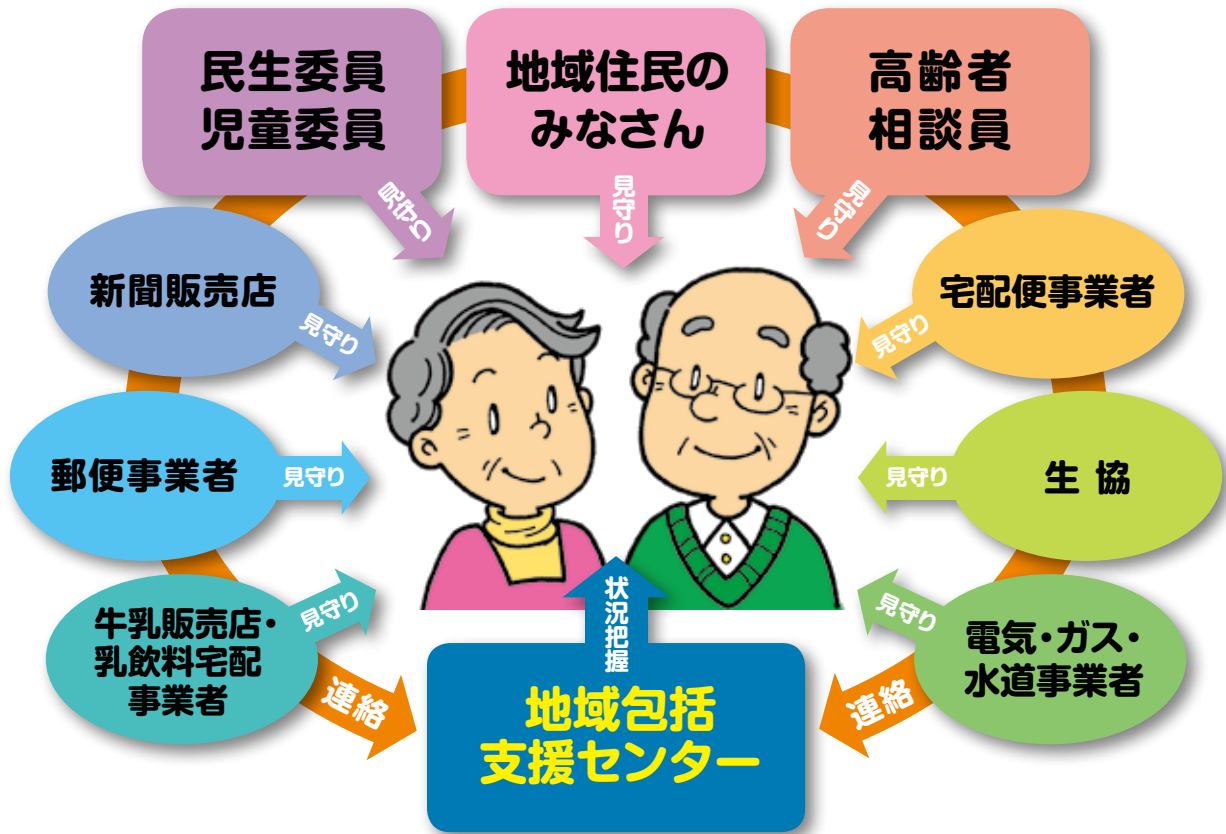 民生委員
児童委員
地域住民の
みなさん
高齢者
相談員
見守り
見守り
見守り
新聞販売店
見守り
宅配便事業者
見守り
郵便事業者
見守り
生協
見守り
牛乳販売店・
乳飲料宅配
事業者
見守り
電気・ガス・
水道事業者
見守り
連絡
連絡
状況把握
地域包括
支援センター